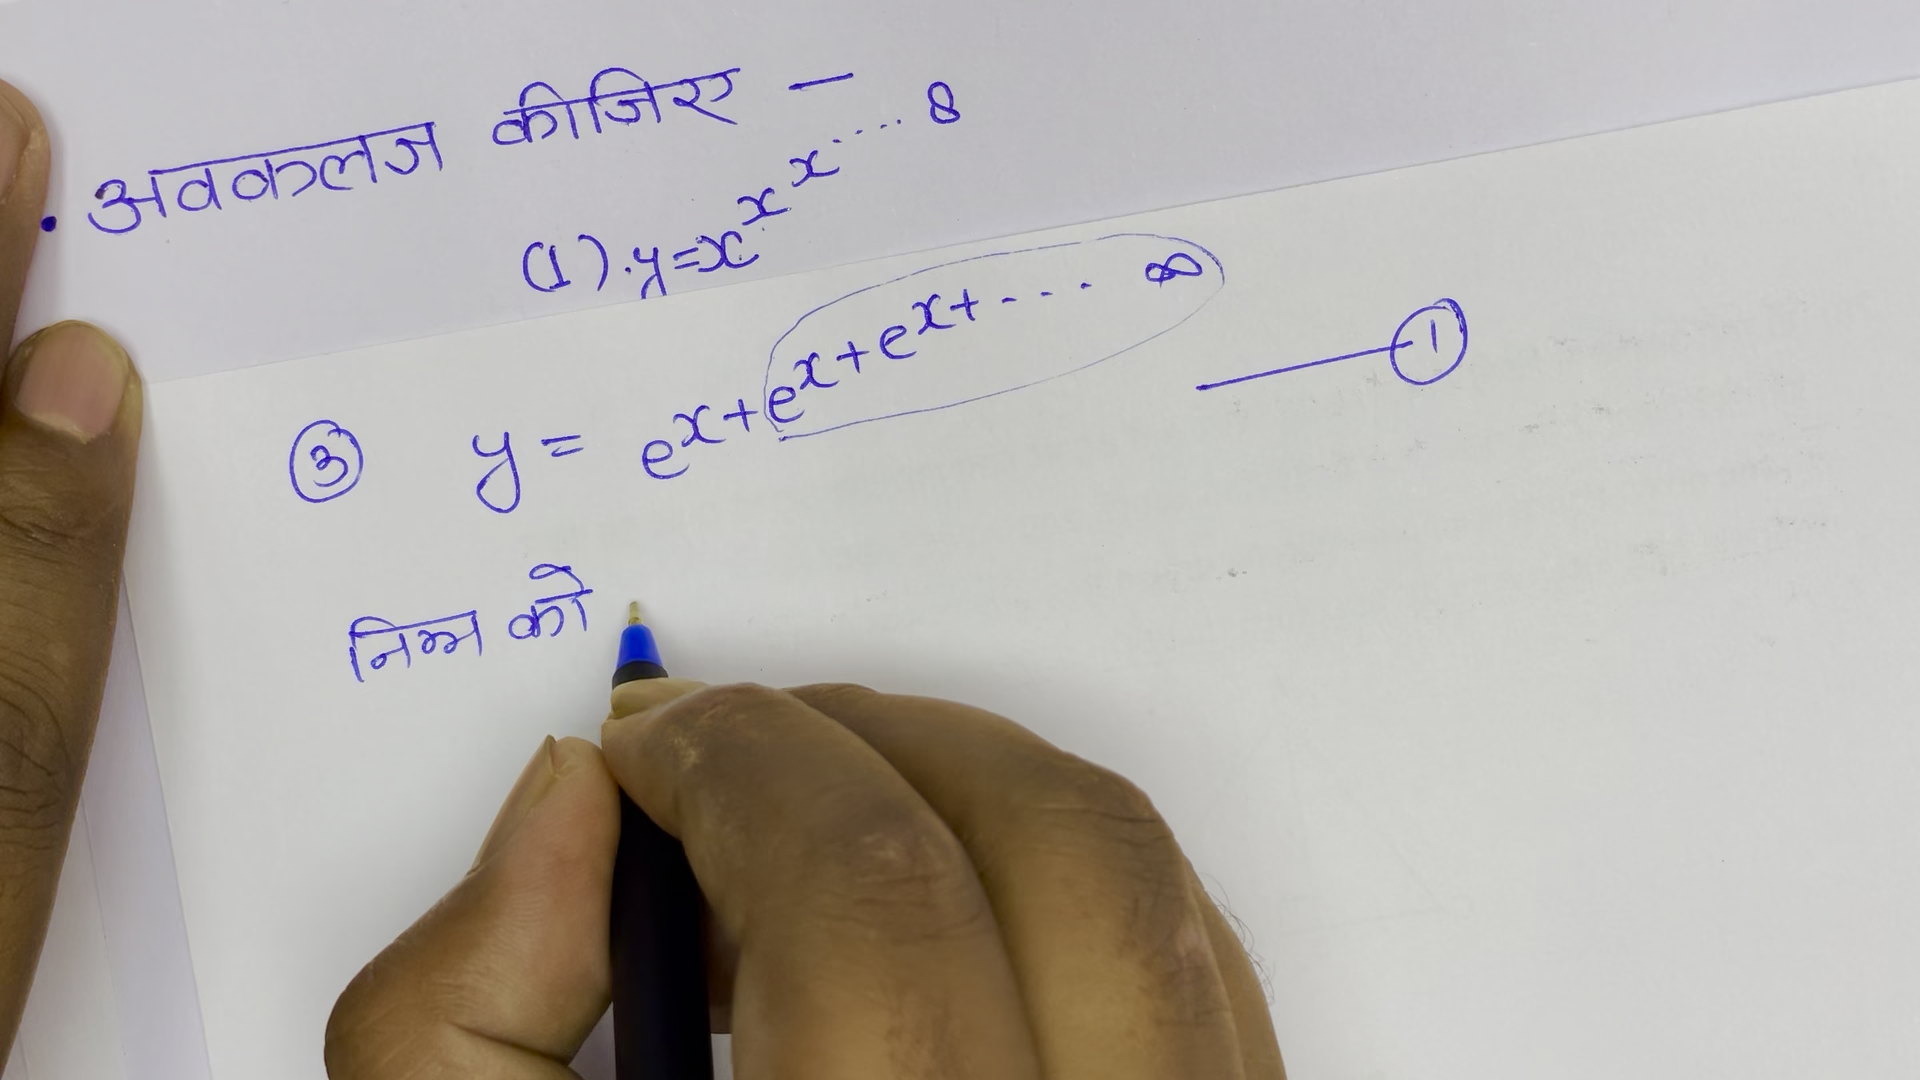 . अवकलज कीजिए —
(1). y = x^x^x.... ∞
③ y = e^x+e^x+e^x+---- ∞ —— ①
निम्न को